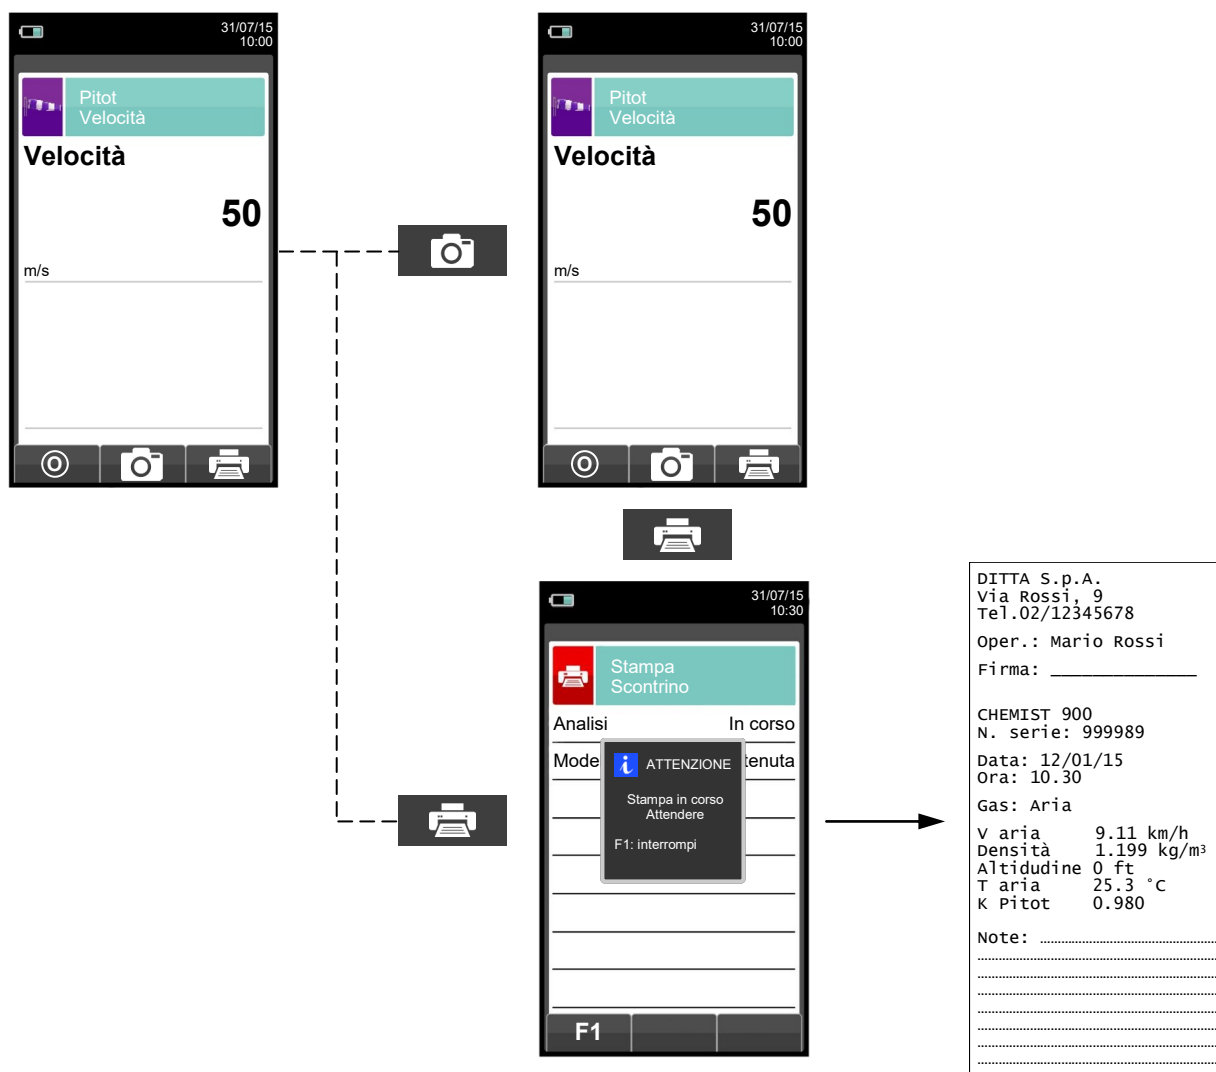 31/07/15
10:00
Pitot
Velocità
Velocità
50
m/s
31/07/15
10:00
Pitot
Velocità
Velocità
50
m/s
31/07/15
10:30
Stampa
Scontrino
Analisi In corso
Mode tenuta
i ATTENZIONE
Stampa in corso
Attendere
F1: interrompi
F1
DITTA S.p.A.
Via Rossi, 9
Tel.02/12345678
Oper.: Mario Rossi
Firma: ______________
CHEMIST 900
N. serie: 999989
Data: 12/01/15
Ora: 10.30
Gas: Aria
V aria 9.11 km/h
Densità 1.199 kg/m³
Altidudine 0 ft
T aria 25.3 °C
K Pitot 0.980
Note: ................................